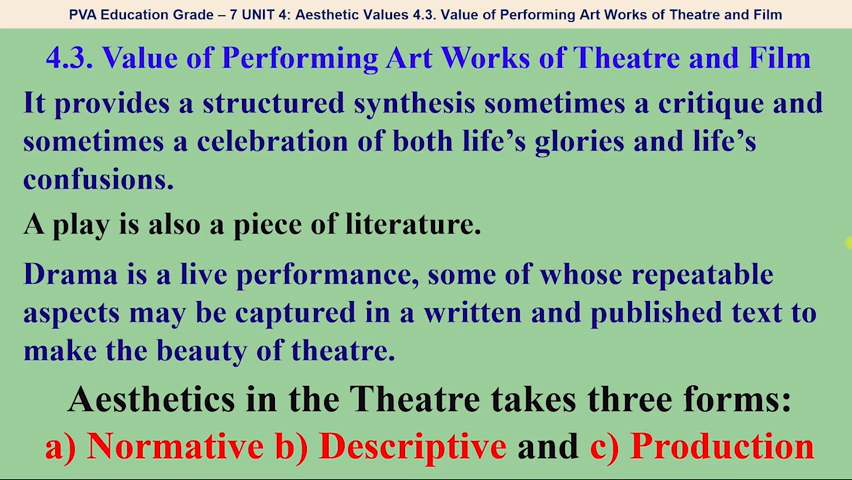 PVA Education Grade – 7 UNIT 4: Aesthetic Values 4.3. Value of Performing Art Works of Theatre and Film
4.3. Value of Performing Art Works of Theatre and Film
It provides a structured synthesis sometimes a critique and
sometimes a celebration of both life’s glories and life’s
confusions.
A play is also a piece of literature.
Drama is a live performance, some of whose repeatable
aspects may be captured in a written and published text to
make the beauty of theatre.
Aesthetics in the Theatre takes three forms:
a) Normative b) Descriptive and c) Production